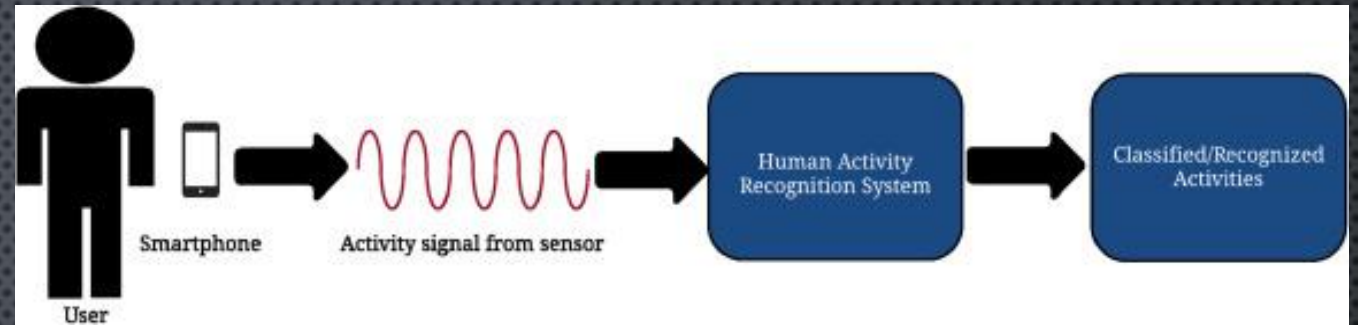 User
Smartphone
Activity signal from sensor
Human Activity
Recognition System
Classified/Recognized
Activities